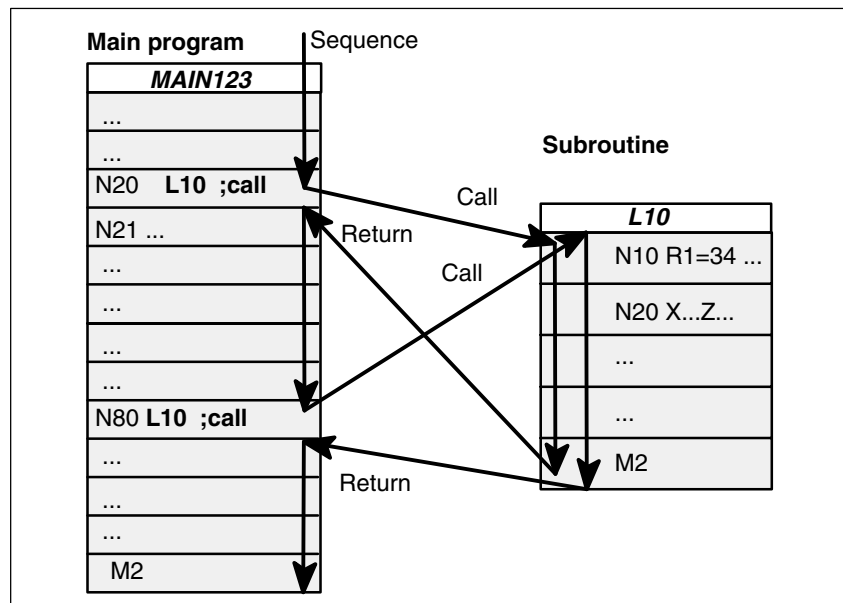 Main program
Sequence
MAIN123
...
...
N20 L10 ;call
N21 ...
...
...
...
...
N80 L10 ;call
...
...
...
M2
Call
Return
Call
Return
Subroutine
L10
N10 R1=34 ...
N20 X...Z...
...
...
M2